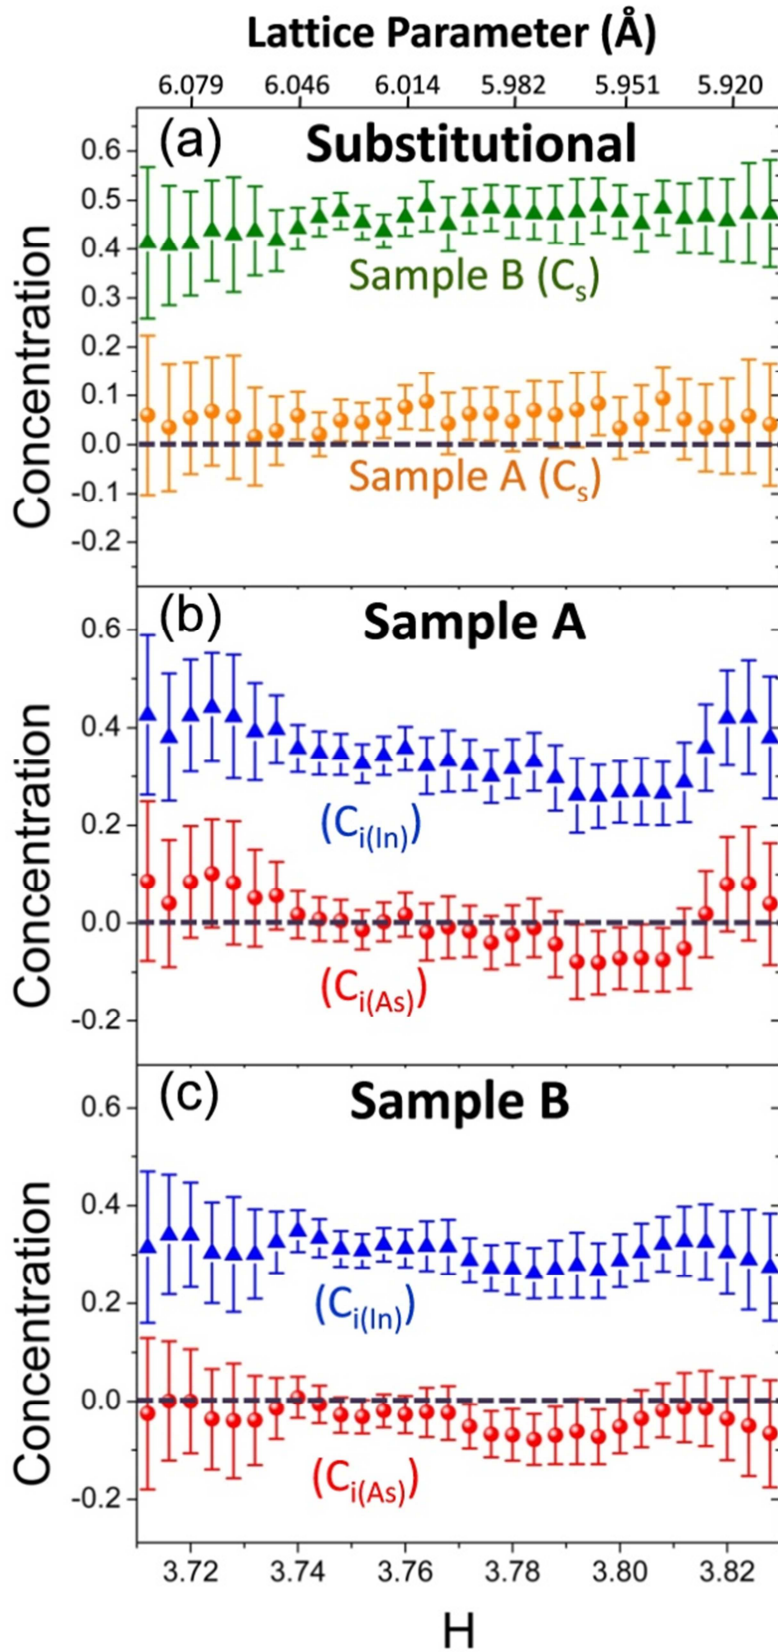 Lattice Parameter (Å)
6.079 6.046 6.014 5.982 5.951 5.920
(a) Substitutional
0.6
0.5
0.4
0.3
0.2
0.1
0.0
-0.1
-0.2
Concentration
Sample B (Cs)
Sample A (Cs)
(b) Sample A
0.6
0.4
0.2
0.0
-0.2
Concentration
(Ci(In))
(Ci(As))
(c) Sample B
0.6
0.4
0.2
0.0
-0.2
Concentration
(Ci(In))
(Ci(As))
3.72 3.74 3.76 3.78 3.80 3.82
H